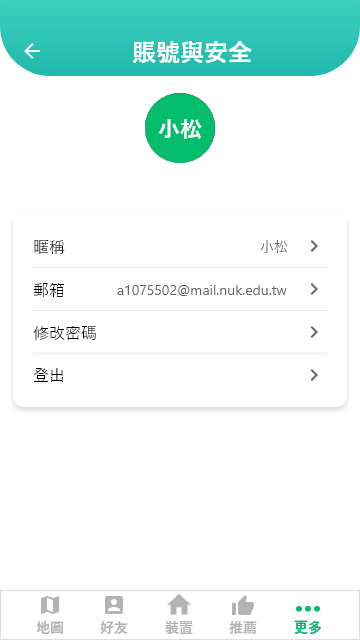 賬號與安全
小松
暱稱 小松
郵箱 a1075502@mail.nuk.edu.tw
修改密碼
登出
地圖 好友 裝置 推薦 更多